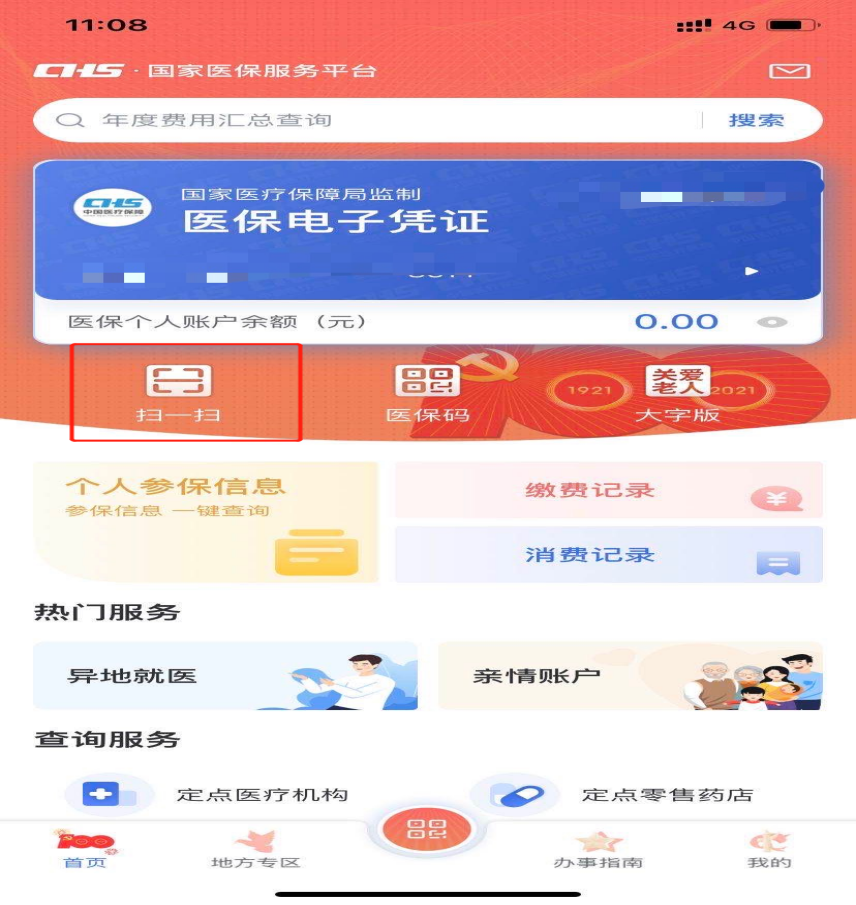 11:08
4G
CHS · 国家医保服务平台
年度费用汇总查询
搜索
CHS
中国医疗保障
国家医疗保障局监制
医保电子凭证
医保个人账户余额（元）
0.00
扫一扫
医保码
1921
关爱
老人
2021
大字版
个人参保信息
参保信息 一键查询
缴费记录
消费记录
热门服务
异地就医
亲情账户
查询服务
定点医疗机构
定点零售药店
首页
地方专区
办事指南
我的